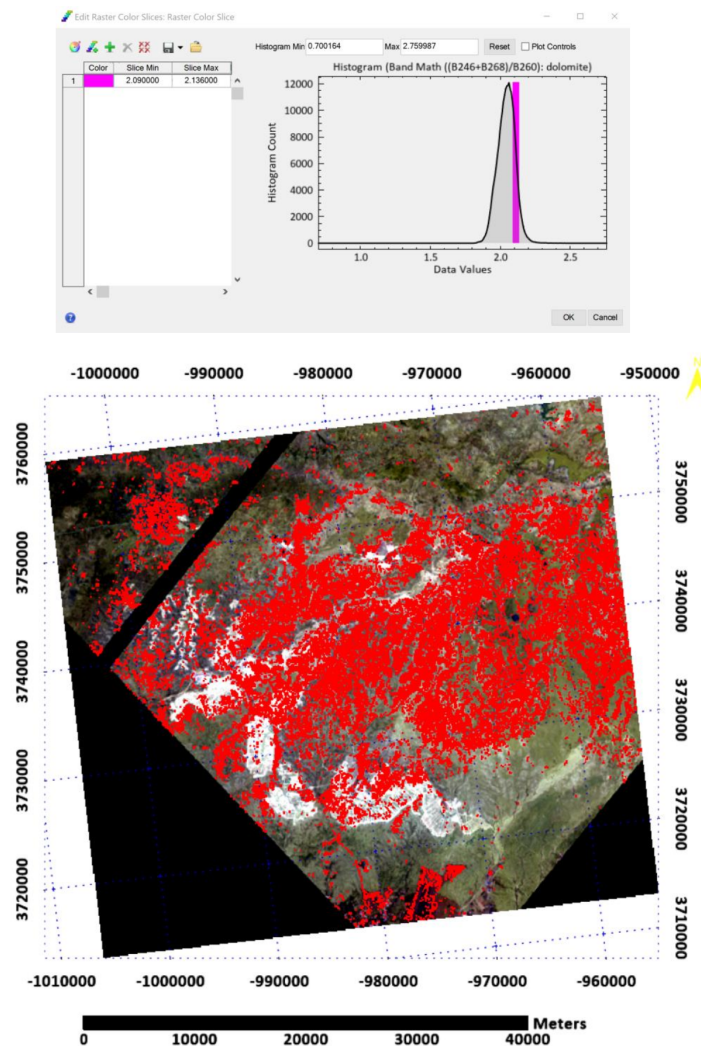 Edit Raster Color Slices: Raster Color Slice
Histogram Min 0.700164 Max 2.759987 Reset Plot Controls
Color Slice Min Slice Max
1 2.090000 2.136000
Histogram (Band Math ((B246+B268)/B260): dolomite)
12000
10000
8000
6000
4000
2000
0
Histogram Count
1.0 1.5 2.0 2.5
Data Values
OK Cancel
N
-1000000 -990000 -980000 -970000 -960000 -950000
3760000
3750000
3740000
3730000
3720000
3750000
3740000
3730000
3720000
3710000
-1010000 -1000000 -990000 -980000 -970000 -960000
Meters
0 10000 20000 30000 40000